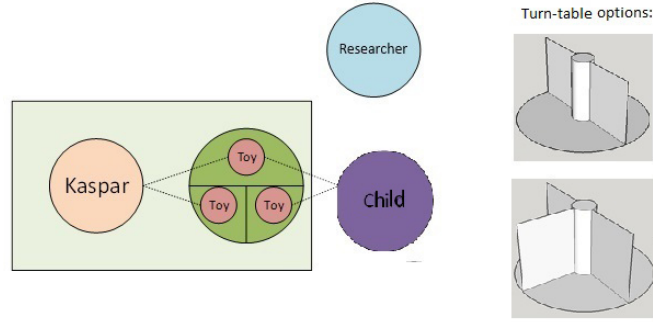 Turn-table options:
Researcher
Toy
Kaspar
Child
Toy
Toy